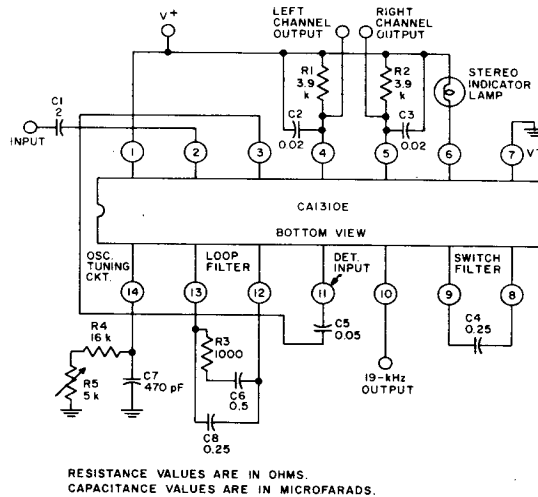 V+
LEFT
CHANNEL
OUTPUT
RIGHT
CHANNEL
OUTPUT
R1
3.9
k
R2
3.9
k
STEREO
INDICATOR
LAMP
C1
2
INPUT
C2
0.02
C3
0.02
1
2
3
4
5
6
7
V-
CA1310E
BOTTOM VIEW
OSC.
TUNING
CKT.
LOOP
FILTER
DET.
INPUT
SWITCH
FILTER
14
13
12
11
10
9
8
R4
16 k
R5
5 k
C7
470 pF
R3
1000
C6
0.5
C8
0.25
C5
0.05
C4
0.25
19-kHz
OUTPUT
RESISTANCE VALUES ARE IN OHMS.
CAPACITANCE VALUES ARE IN MICROFARADS.